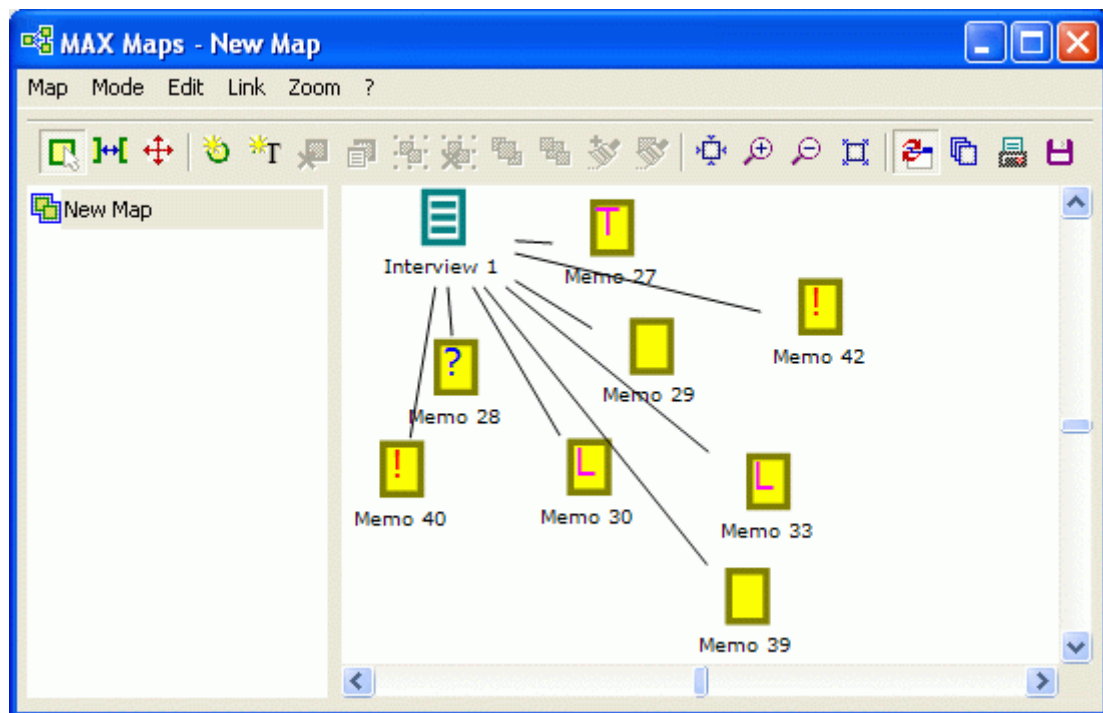 MAX Maps - New Map
Map Mode Edit Link Zoom ?
T
New Map
Interview 1
T
Memo 27
!
Memo 42
?
Memo 28
Memo 29
!
Memo 40
L
Memo 30
L
Memo 33
Memo 39